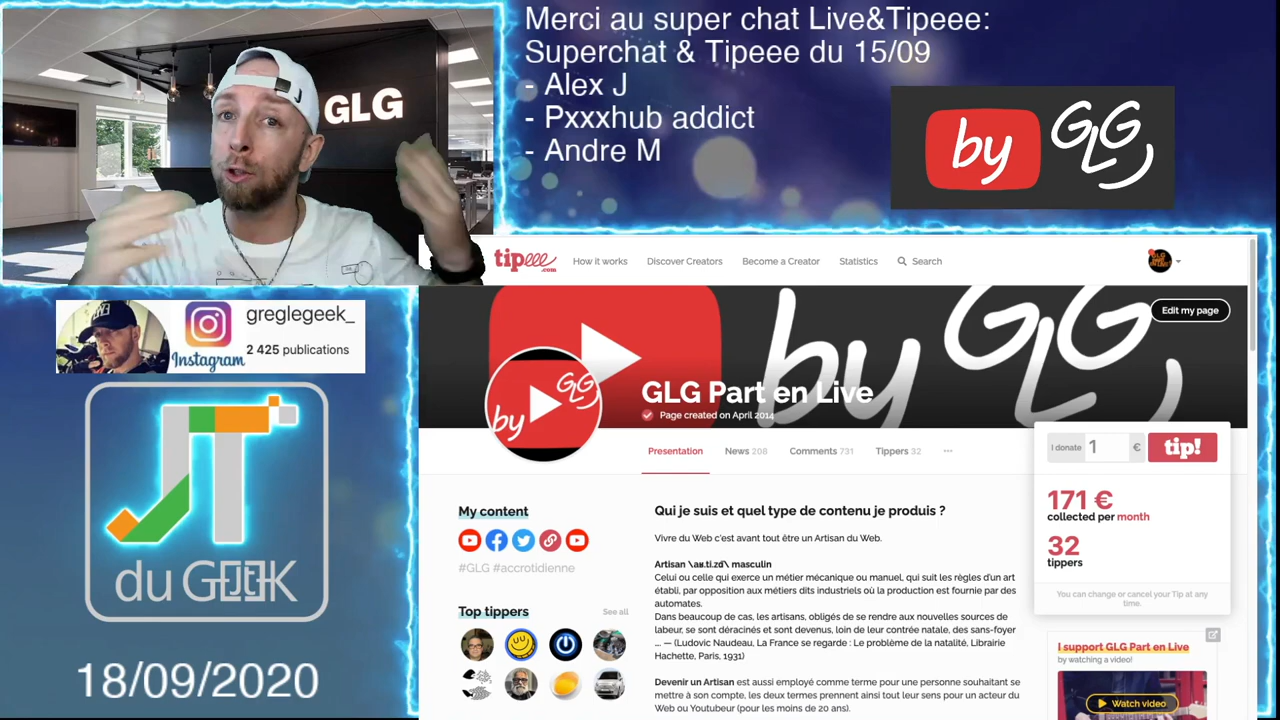 Merci au super chat Live&Tipeee:
Superchat & Tipeee du 15/09
- Alex J
- Pxxxhub addict
- Andre M
GLG
by GLG
greglegeek_
Instagram
2 425 publications
JT
du GEEK
18/09/2020
tipeee.com
How it works Discover Creators Become a Creator Statistics Search
Edit my page
by GLG
by GLG
GLG Part en Live
Page created on April 2014
Presentation News 208 Comments 731 Tippers 32 ...
I donate 1 € tip!
171 €
collected per month
32
tippers
You can change or cancel your Tip at any
time.
I support GLG Part en Live
by watching a video!
Watch video
My content
#GLG #accrotidienne
Top tippers See all
Qui je suis et quel type de contenu je produis ?
Vivre du Web c'est avant tout être un Artisan du Web.
Artisan \aʁ.ti.zɑ̃\ masculin
Celui ou celle qui exerce un métier mécanique ou manuel, qui suit les règles d'un art
établi, par opposition aux métiers dits industriels où la production est fournie par des
automates.
Dans beaucoup de cas, les artisans, obligés de se rendre aux nouvelles sources de
labeur, se sont déracinés et sont devenus, loin de leur contrée natale, des sans-foyer
... — (Ludovic Naudeau, La France se regarde : Le problème de la natalité, Librairie
Hachette, Paris, 1931)
Devenir un Artisan est aussi employé comme terme pour une personne souhaitant se
mettre à son compte, les deux termes prennent ainsi tout leur sens pour un acteur du
Web ou Youtubeur (pour les moins de 20 ans).